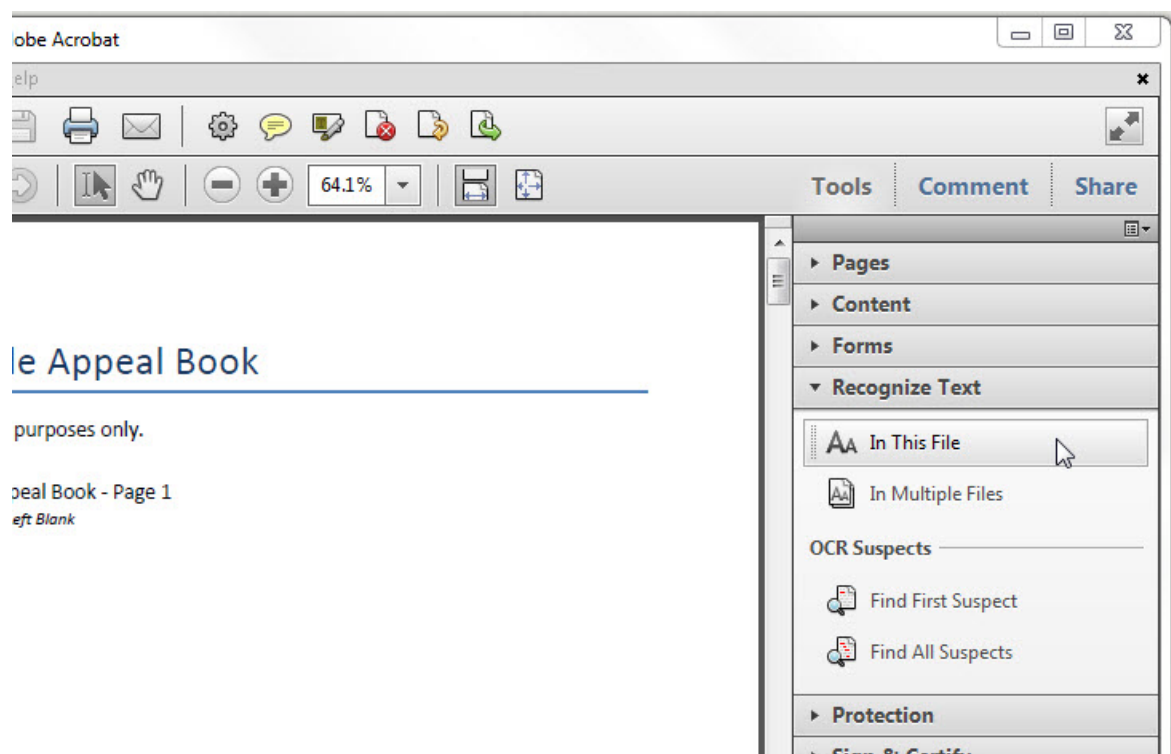 obe Acrobat
elp
64.1%
Tools Comment Share
Pages
Content
Forms
Recognize Text
In This File
In Multiple Files
OCR Suspects
Find First Suspect
Find All Suspects
Protection
Sign & Certify
le Appeal Book
purposes only.
peal Book - Page 1
eft Blank